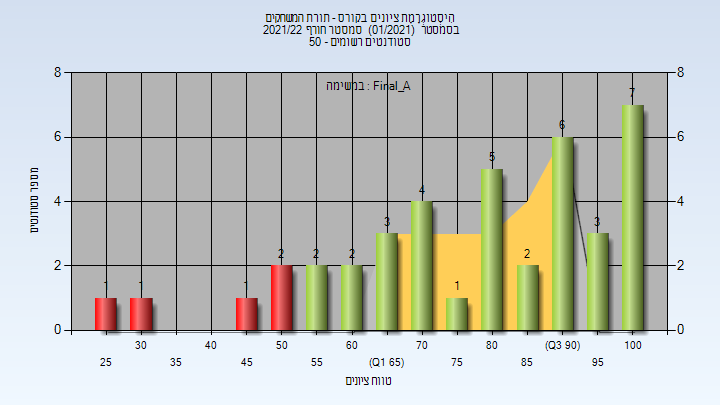 היסטוגרמת ציונים בקורס - תורת המשחקים
בסמסטר (01/2021) סמסטר חורף 2021/22
סטודנטים רשומים - 50
במשימה : Final_A
8 8
7
6 6
6
5
4 4
4
3 3
2 2
2 2 2 2
1 1 1 1
0 0
מספר סטודנטים
30 40 50 60 70 80 (Q3 90) 100
25 35 45 55 (Q1 65) 75 85 95
טווח ציונים